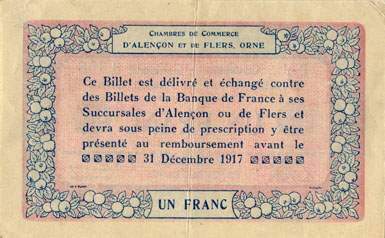 CHAMBRES DE COMMERCE
D'ALENÇON ET DE FLERS, ORNE
Ce Billet est délivré et échangé contre
des Billets de la Banque de France à ses
Succursales d'Alençon ou de Flers et
devra sous peine de prescription y être
présenté au remboursement avant le
31 Décembre 1917
UN FRANC